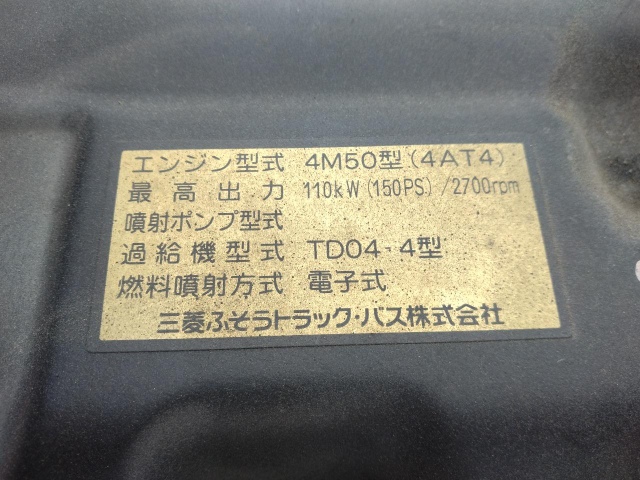 エンジン型式 4M50型(4AT4)
最高出力 110kW(150PS)/2700rpm
噴射ポンプ型式
過給機型式 TD04-4型
燃料噴射方式 電子式
三菱ふそうトラック・バス株式会社